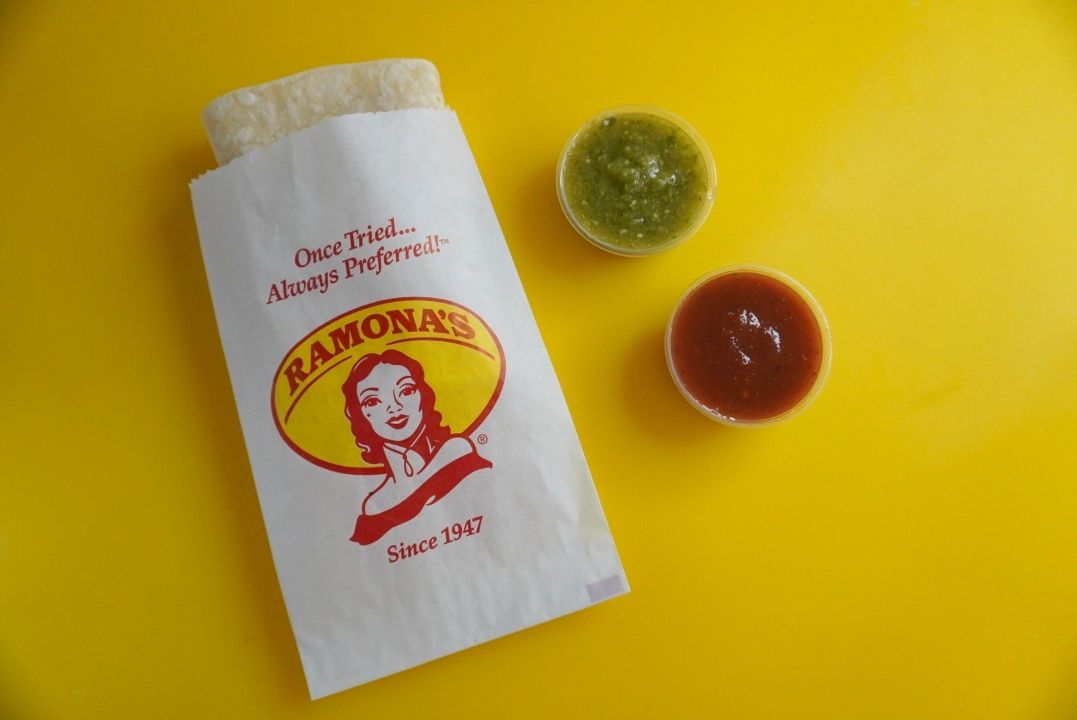 Once Tried...
Always Preferred!™
RAMONA'S
®
Since 1947